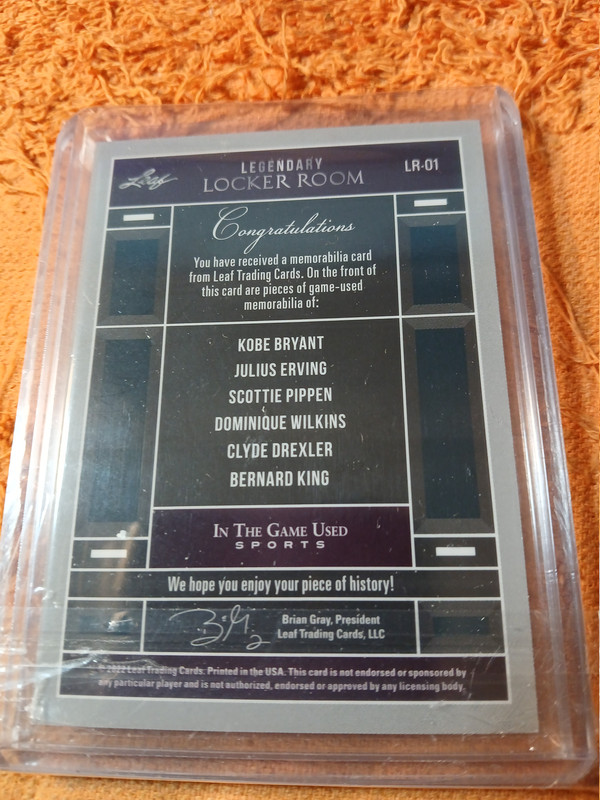 Leaf
LEGENDARY
LOCKER ROOM
LR-01
Congratulations
You have received a memorabilia card
from Leaf Trading Cards. On the front of
this card are pieces of game-used
memorabilia of:
KOBE BRYANT
JULIUS ERVING
SCOTTIE PIPPEN
DOMINIQUE WILKINS
CLYDE DREXLER
BERNARD KING
IN THE GAME USED
SPORTS
We hope you enjoy your piece of history!
Brian Gray, President
Leaf Trading Cards, LLC
© 2022 Leaf Trading Cards. Printed in the USA. This card is not endorsed or sponsored by
any particular player and is not authorized, endorsed or approved by any licensing body.